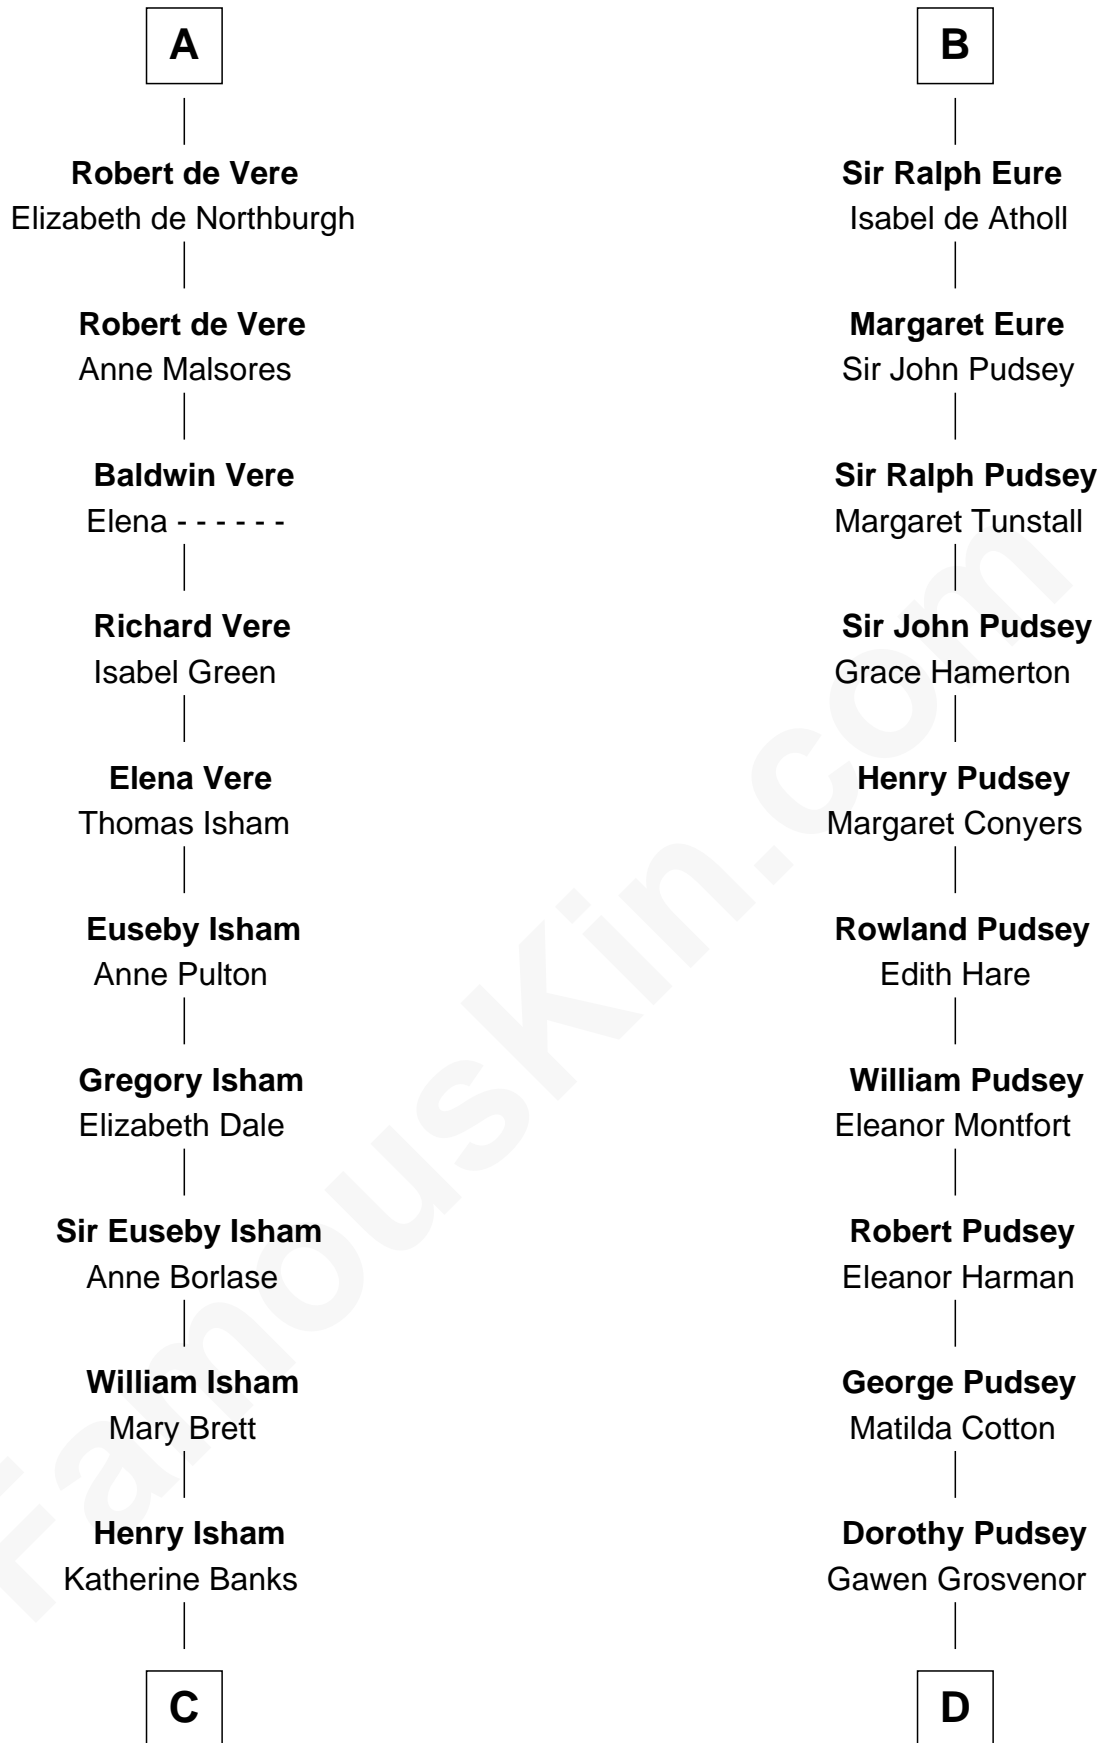 A
Robert de Vere
Elizabeth de Northburgh
Robert de Vere
Anne Malsores
Baldwin Vere
Elena - - - - - -
Richard Vere
Isabel Green
Elena Vere
Thomas Isham
Euseby Isham
Anne Pulton
Gregory Isham
Elizabeth Dale
Sir Euseby Isham
Anne Borlase
William Isham
Mary Brett
Henry Isham
Katherine Banks
C
B
Sir Ralph Eure
Isabel de Atholl
Margaret Eure
Sir John Pudsey
Sir Ralph Pudsey
Margaret Tunstall
Sir John Pudsey
Grace Hamerton
Henry Pudsey
Margaret Conyers
Rowland Pudsey
Edith Hare
William Pudsey
Eleanor Montfort
Robert Pudsey
Eleanor Harman
George Pudsey
Matilda Cotton
Dorothy Pudsey
Gawen Grosvenor
D
FamousKin.com